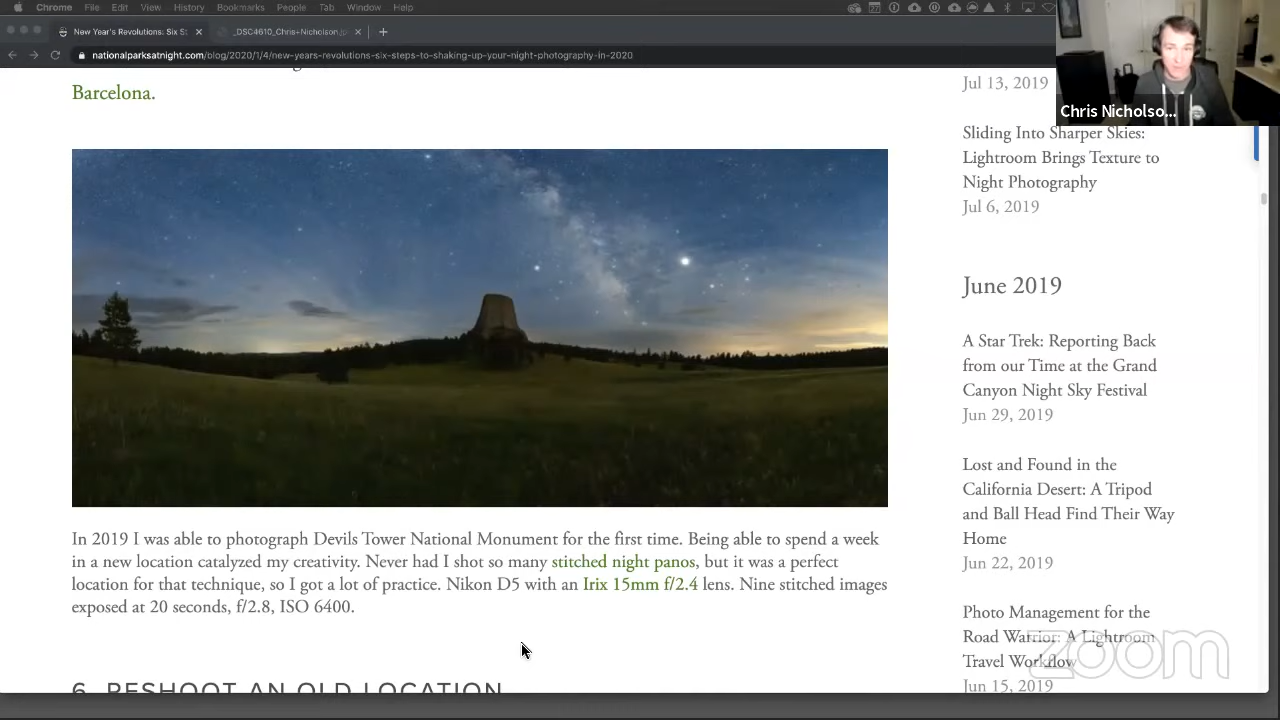 Chrome File Edit View History Bookmarks People Tab Window Help
New Year's Revolutions: Six S
_DSC4610_Chris+Nicholson.jp
nationalparksatnight.com/blog/2020/1/4/new-years-revolutions-six-steps-to-shaking-up-your-night-photography-in-2020
Barcelona.
In 2019 I was able to photograph Devils Tower National Monument for the first time. Being able to spend a week
in a new location catalyzed my creativity. Never had I shot so many stitched night panos, but it was a perfect
location for that technique, so I got a lot of practice. Nikon D5 with an Irix 15mm f/2.4 lens. Nine stitched images
exposed at 20 seconds, f/2.8, ISO 6400.
6. RESHOOT AN OLD LOCATION
Jul 13, 2019
Sliding Into Sharper Skies:
Lightroom Brings Texture to
Night Photography
Jul 6, 2019
June 2019
A Star Trek: Reporting Back
from our Time at the Grand
Canyon Night Sky Festival
Jun 29, 2019
Lost and Found in the
California Desert: A Tripod
and Ball Head Find Their Way
Home
Jun 22, 2019
Photo Management for the
Road Warrior: A Lightroom
Travel Workflow
Jun 15, 2019
Chris Nicholso...
zoom